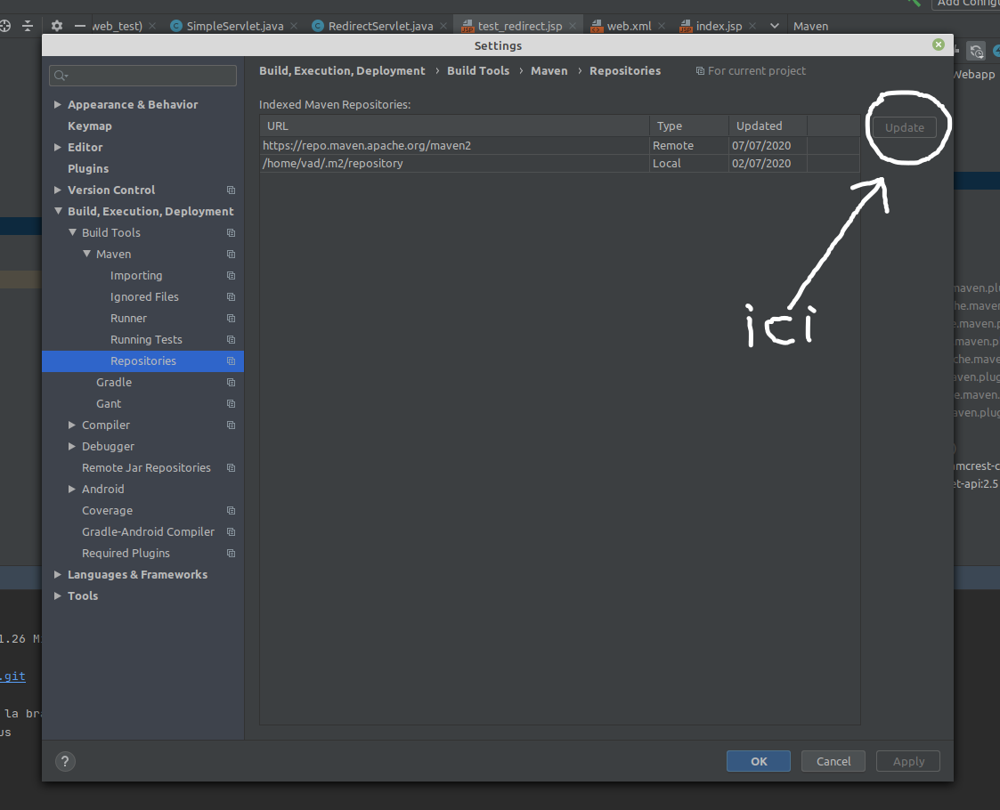 Add Configu
web_test)
SimpleServlet.java
RedirectServlet.java
test_redirect.jsp
web.xml
index.jsp
Maven
Settings
Build, Execution, Deployment › Build Tools › Maven › Repositories
For current project
Webapp
Appearance & Behavior
Keymap
Editor
Plugins
Version Control
Build, Execution, Deployment
Build Tools
Maven
Importing
Ignored Files
Runner
Running Tests
Repositories
Gradle
Gant
Compiler
Debugger
Remote Jar Repositories
Android
Coverage
Gradle-Android Compiler
Required Plugins
Languages & Frameworks
Tools
Indexed Maven Repositories:
URL Type Updated
https://repo.maven.apache.org/maven2 Remote 07/07/2020
/home/vad/.m2/repository Local 02/07/2020
Update
ici
maven.plu
he.maven
e.maven.p
maven.p
che.mave
aven.plug
e.maven.
aven.plug
)
amcrest-c
et-api:2.5
1.26 M
.git
la bra
us
?
OK
Cancel
Apply